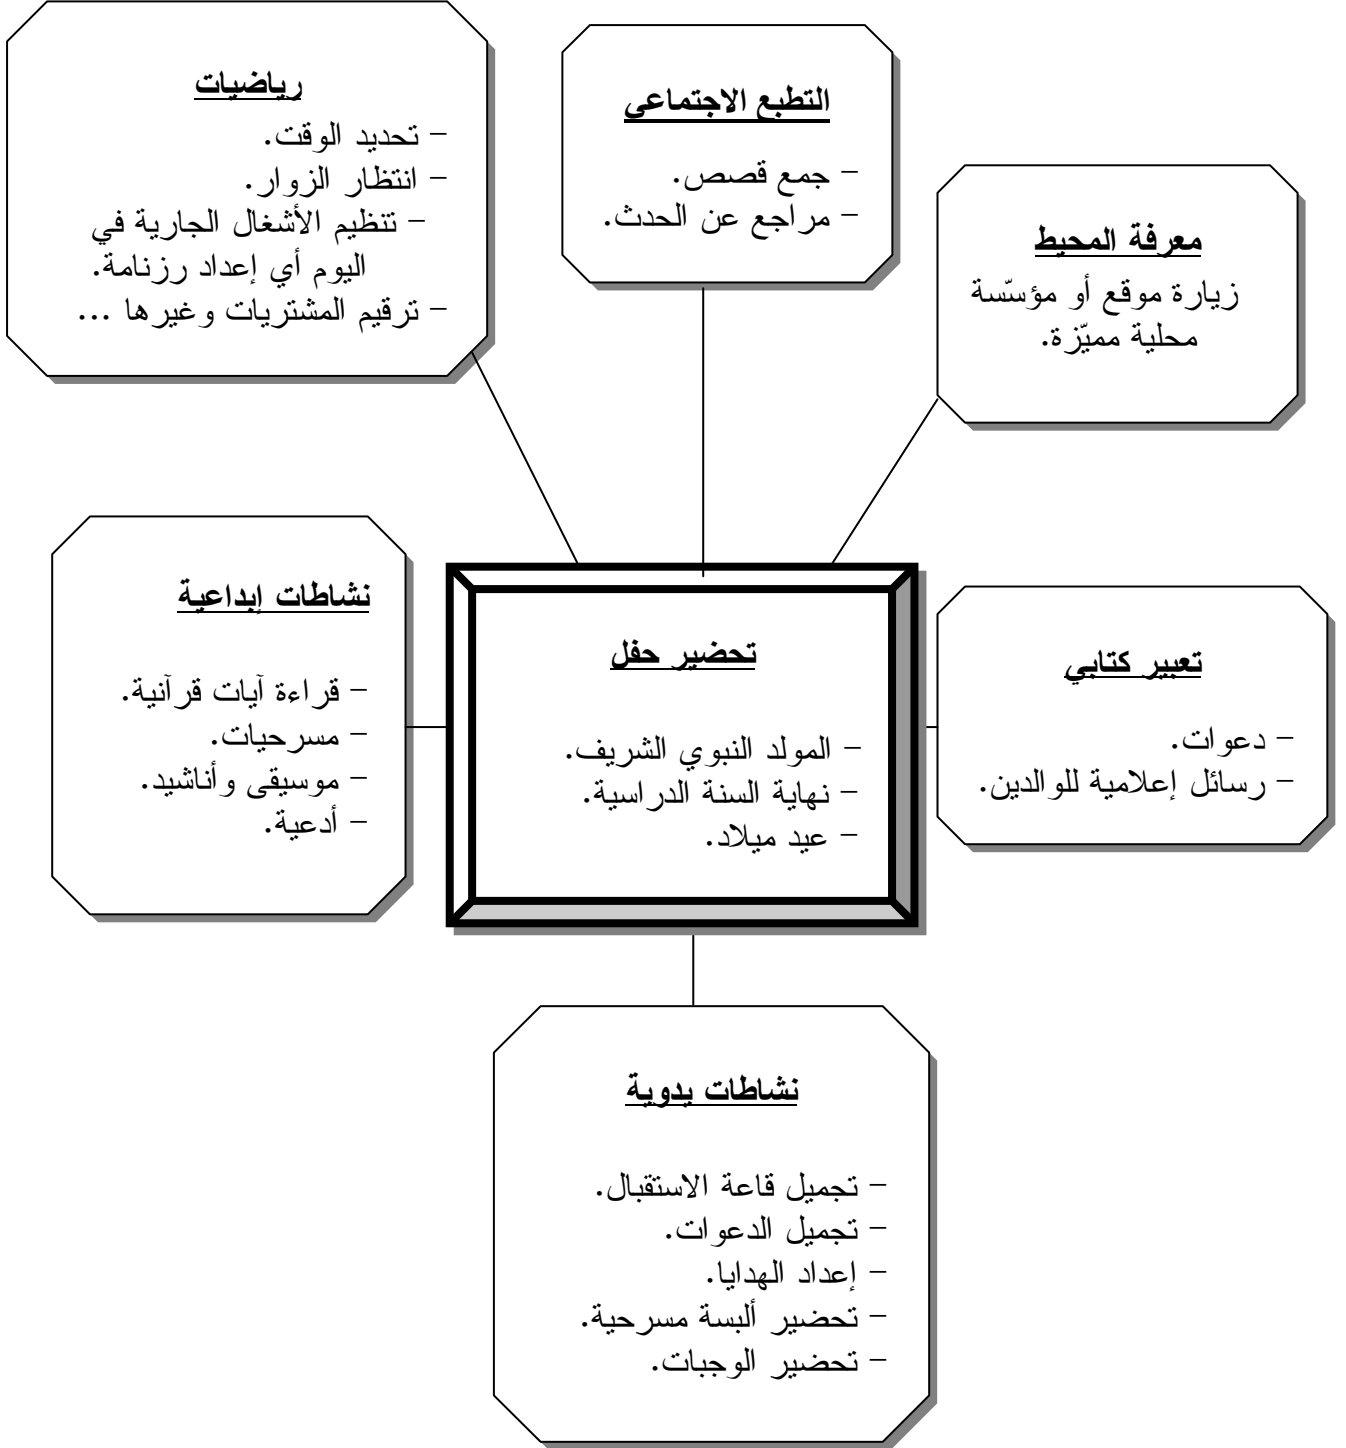 رياضيات
- تحديد الوقت.
- انتظار الزوار.
- تنظيم الأشغال الجارية في
اليوم أي إعداد رزنامة.
- ترقيم المشتريات وغيرها ...
التطبع الاجتماعي
- جمع قصص.
- مراجع عن الحدث.
معرفة المحيط
زيارة موقع أو مؤسّسة
محلية مميّزة.
نشاطات إبداعية
- قراءة آيات قرآنية.
- مسرحيات.
- موسيقى وأناشيد.
- أدعية.
تحضير حفل
- المولد النبوي الشريف.
- نهاية السنة الدراسية.
- عيد ميلاد.
تعبير كتابي
- دعوات.
- رسائل إعلامية للوالدين.
نشاطات يدوية
- تجميل قاعة الاستقبال.
- تجميل الدعوات.
- إعداد الهدايا.
- تحضير ألبسة مسرحية.
- تحضير الوجبات.